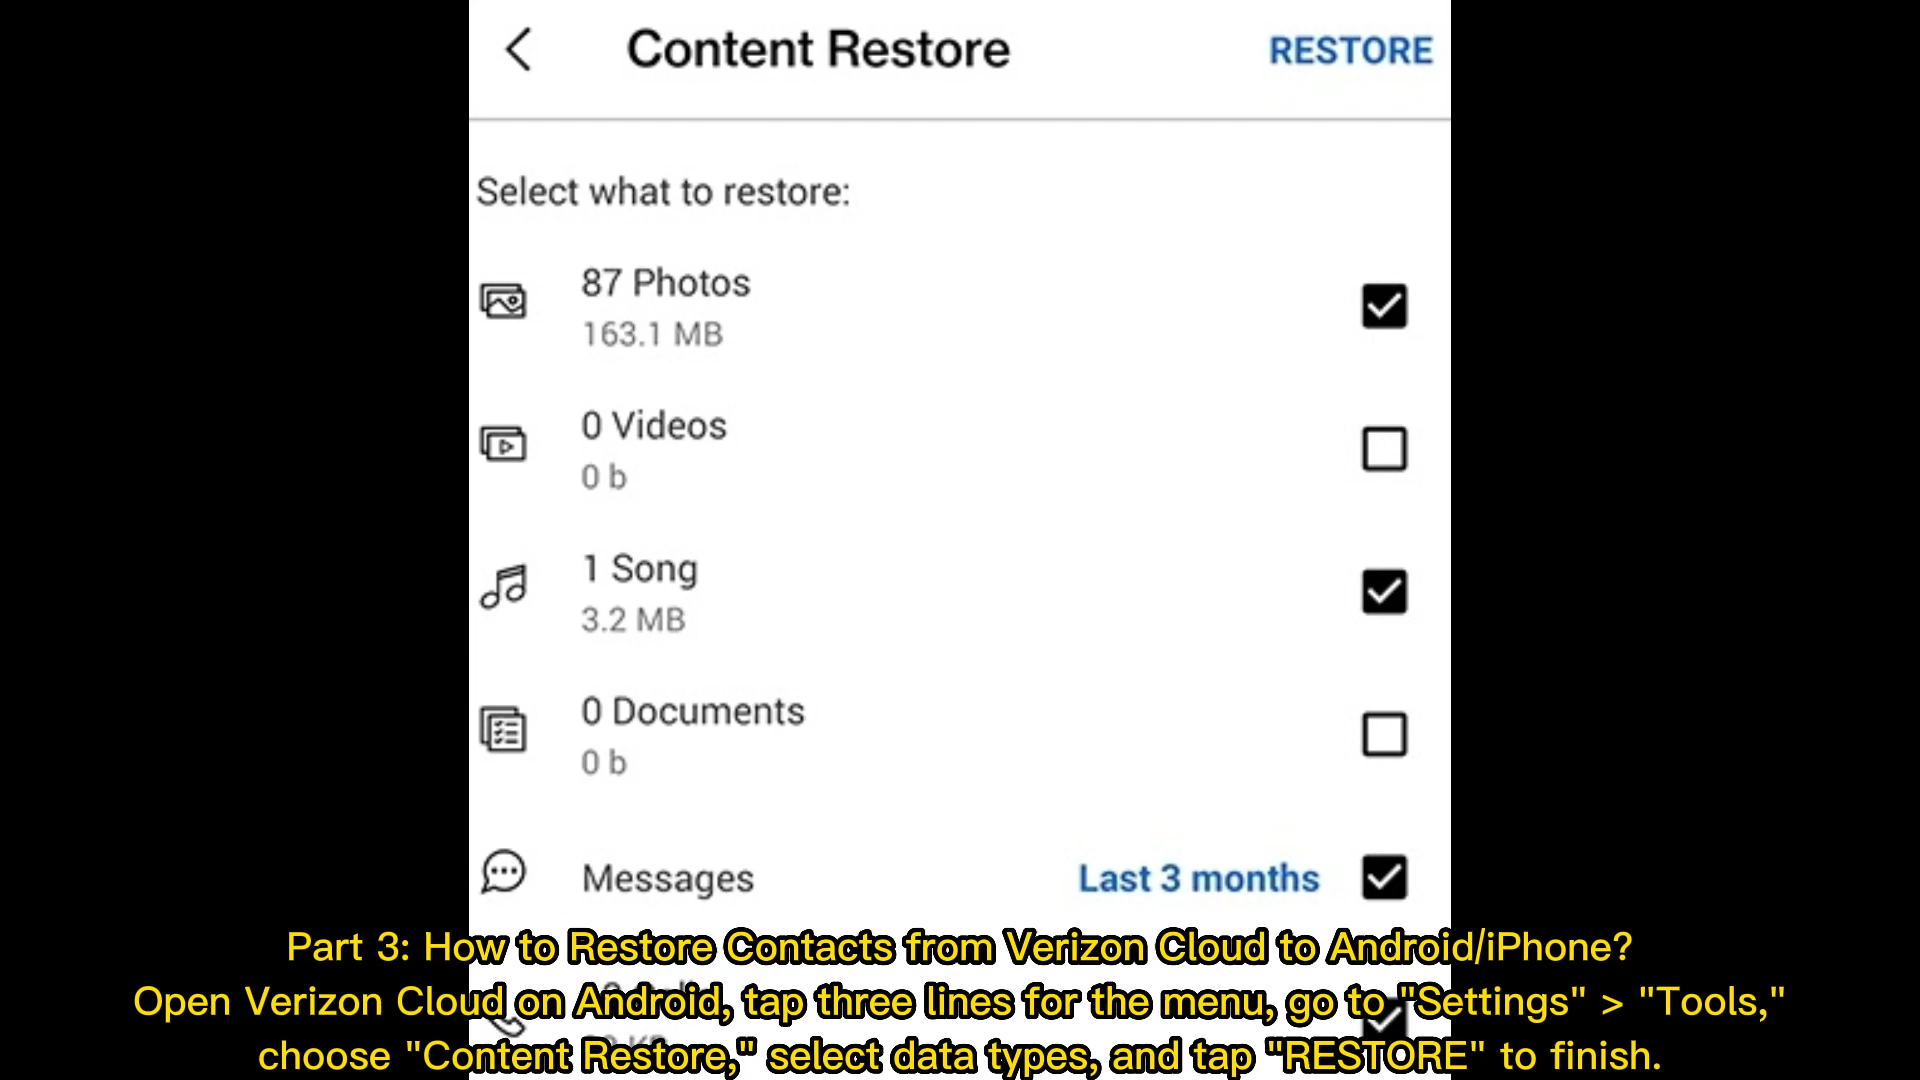 Content Restore
RESTORE
Select what to restore:
87 Photos
163.1 MB
0 Videos
0 b
1 Song
3.2 MB
0 Documents
0 b
Messages
Last 3 months
Part 3: How to Restore Contacts from Verizon Cloud to Android/iPhone?
Open Verizon Cloud on Android, tap three lines for the menu, go to "Settings" > "Tools,"
choose "Content Restore," select data types, and tap "RESTORE" to finish.